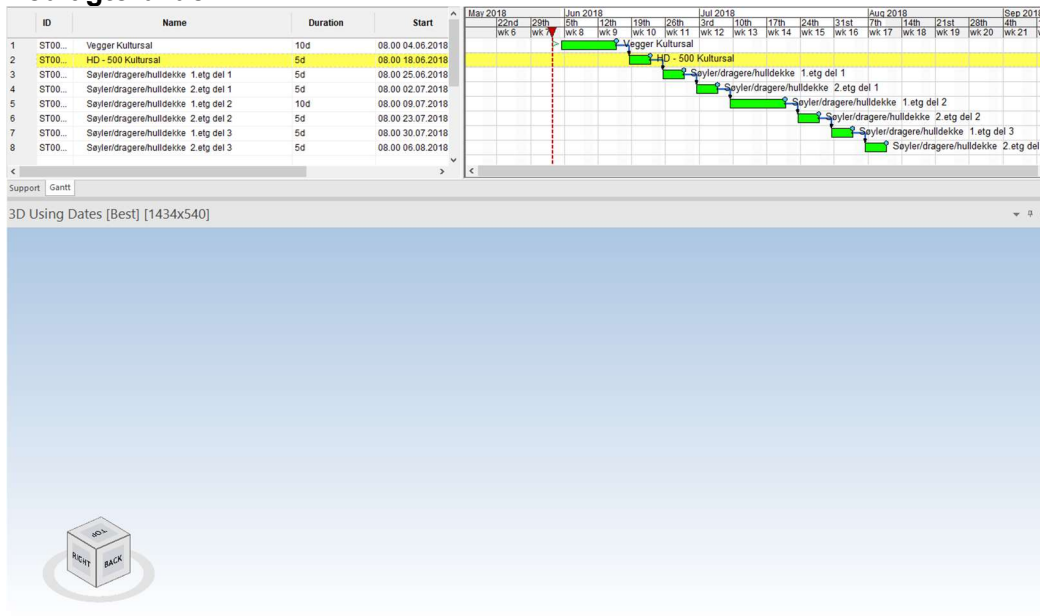 ID Name Duration Start
May 2018 Jun 2018 Jul 2018 Aug 2018 Sep 2018
22nd 29th 5th 12th 19th 26th 3rd 10th 17th 24th 31st 7th 14th 21st 28th 4th
wk 6 wk 7 wk 8 wk 9 wk 10 wk 11 wk 12 wk 13 wk 14 wk 15 wk 16 wk 17 wk 18 wk 19 wk 20 wk 21
1 ST00... Vegger Kultursal 10d 08.00 04.06.2018 Vegger Kultursal
2 ST00... HD - 500 Kultursal 5d 08.00 18.06.2018 HD - 500 Kultursal
3 ST00... Søyler/dragere/hulldekke 1.etg del 1 5d 08.00 25.06.2018 Søyler/dragere/hulldekke 1.etg del 1
4 ST00... Søyler/dragere/hulldekke 2.etg del 1 5d 08.00 02.07.2018 Søyler/dragere/hulldekke 2.etg del 1
5 ST00... Søyler/dragere/hulldekke 1.etg del 2 10d 08.00 09.07.2018 Søyler/dragere/hulldekke 1.etg del 2
6 ST00... Søyler/dragere/hulldekke 2.etg del 2 5d 08.00 23.07.2018 Søyler/dragere/hulldekke 2.etg del 2
7 ST00... Søyler/dragere/hulldekke 1.etg del 3 5d 08.00 30.07.2018 Søyler/dragere/hulldekke 1.etg del 3
8 ST00... Søyler/dragere/hulldekke 2.etg del 3 5d 08.00 06.08.2018 Søyler/dragere/hulldekke 2.etg del
Support Gantt
3D Using Dates [Best] [1434x540]
TOP
RIGHT BACK